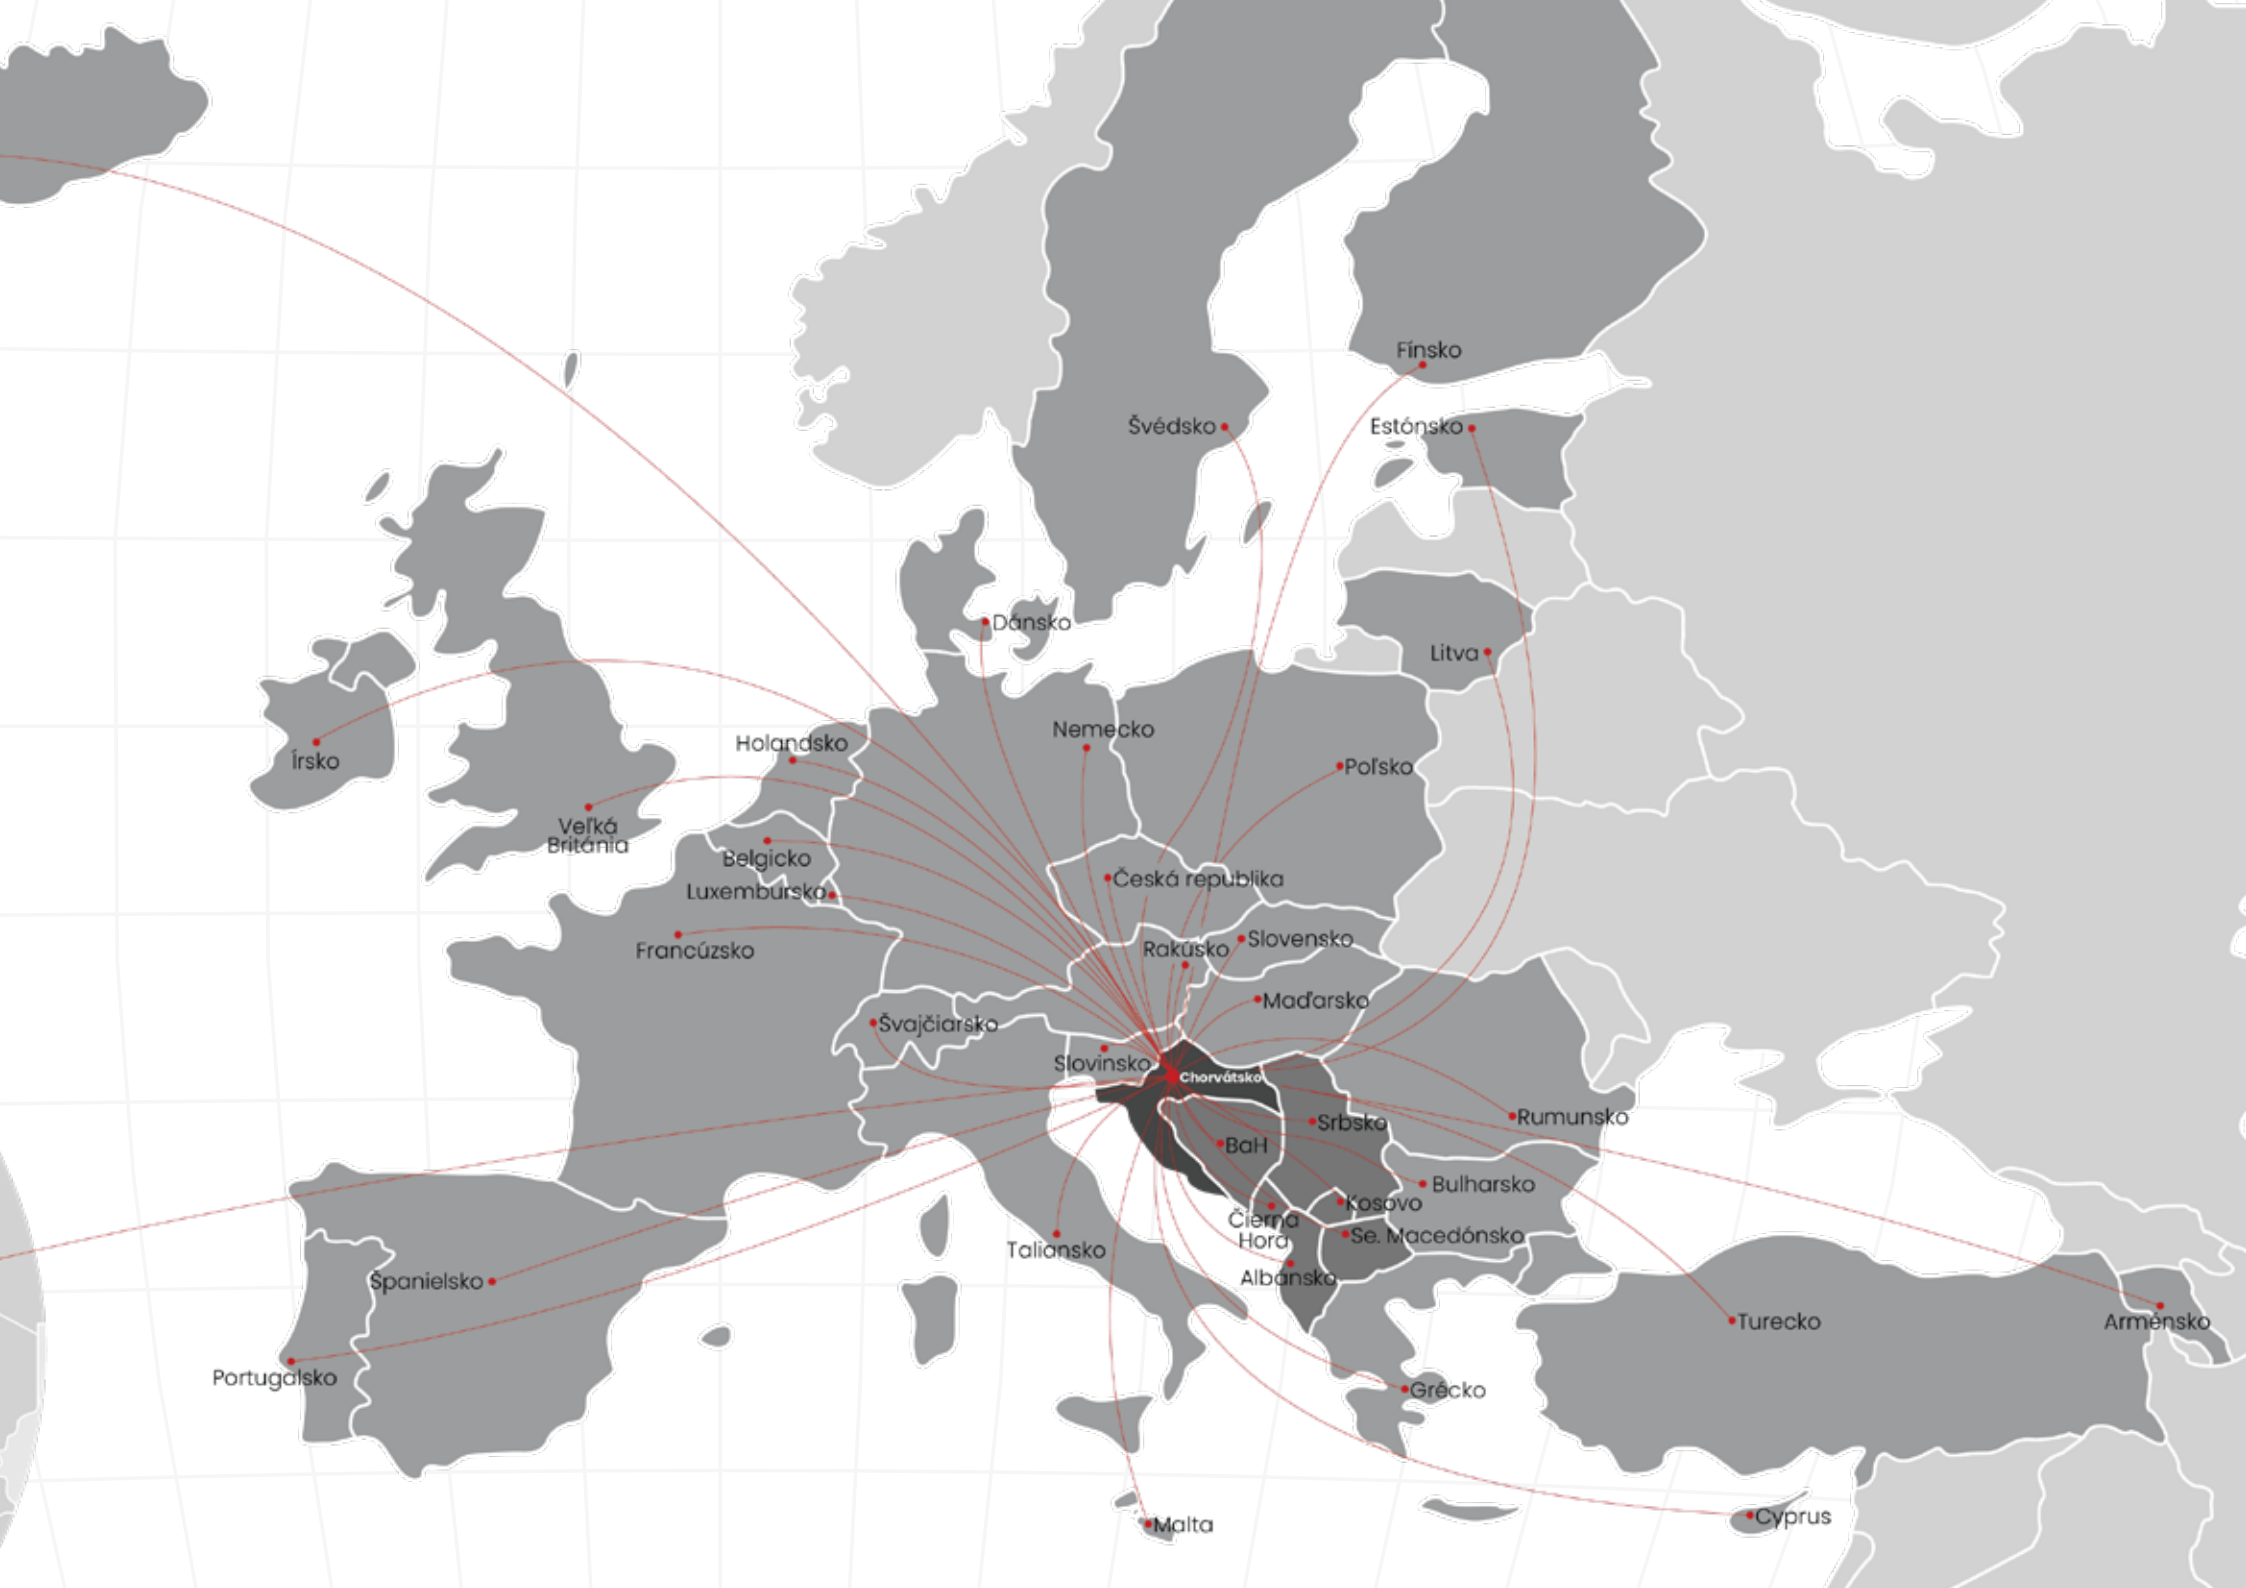 Fínsko
Švédsko
Estónsko
Dánsko
Litva
Nemecko
Holandsko
Írsko
Poľsko
Veľká
Británia
Belgicko
Česká republika
Luxembursko
Francúzsko
Rakúsko
Slovensko
Maďarsko
Švajčiarsko
Slovinsko
Chorvátsko
Srbsko
Rumunsko
BaH
Bulharsko
Kosovo
Čierna
Hora
Se. Macedónsko
Taliansko
Albánsko
Španielsko
Turecko
Arménsko
Portugalsko
Grécko
Cyprus
Malta